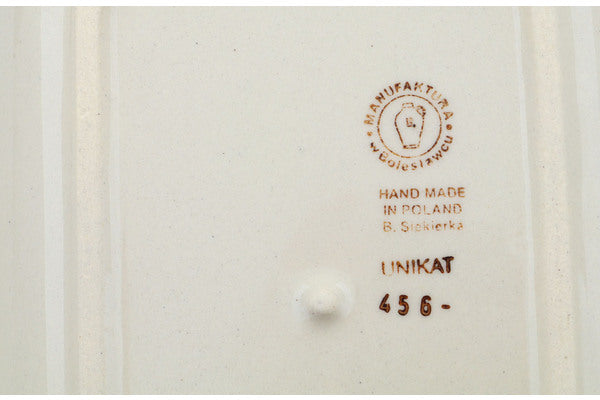 MANUFAKTURA
w Bolesławcu
B.
HAND MADE
IN POLAND
B. Siekierka
UNIKAT
456-